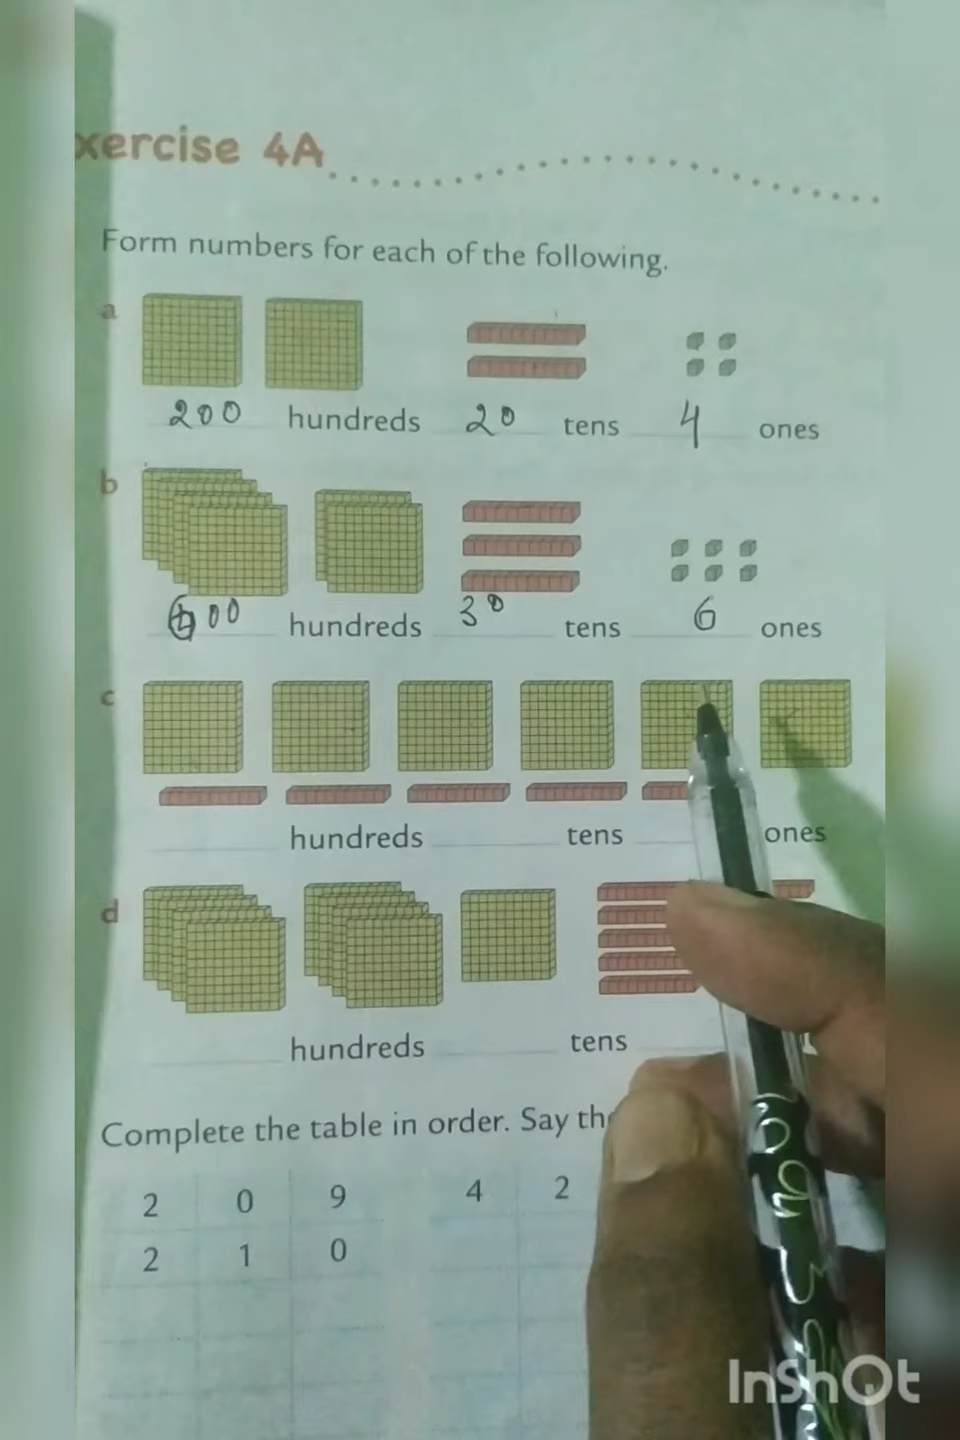 xercise 4A
Form numbers for each of the following.
a
200 hundreds 20 tens 4 ones
b
600 hundreds 30 tens 6 ones
c
hundreds tens ones
d
hundreds tens
Complete the table in order. Say
2 0 9 4 2
2 1 0
InShOt